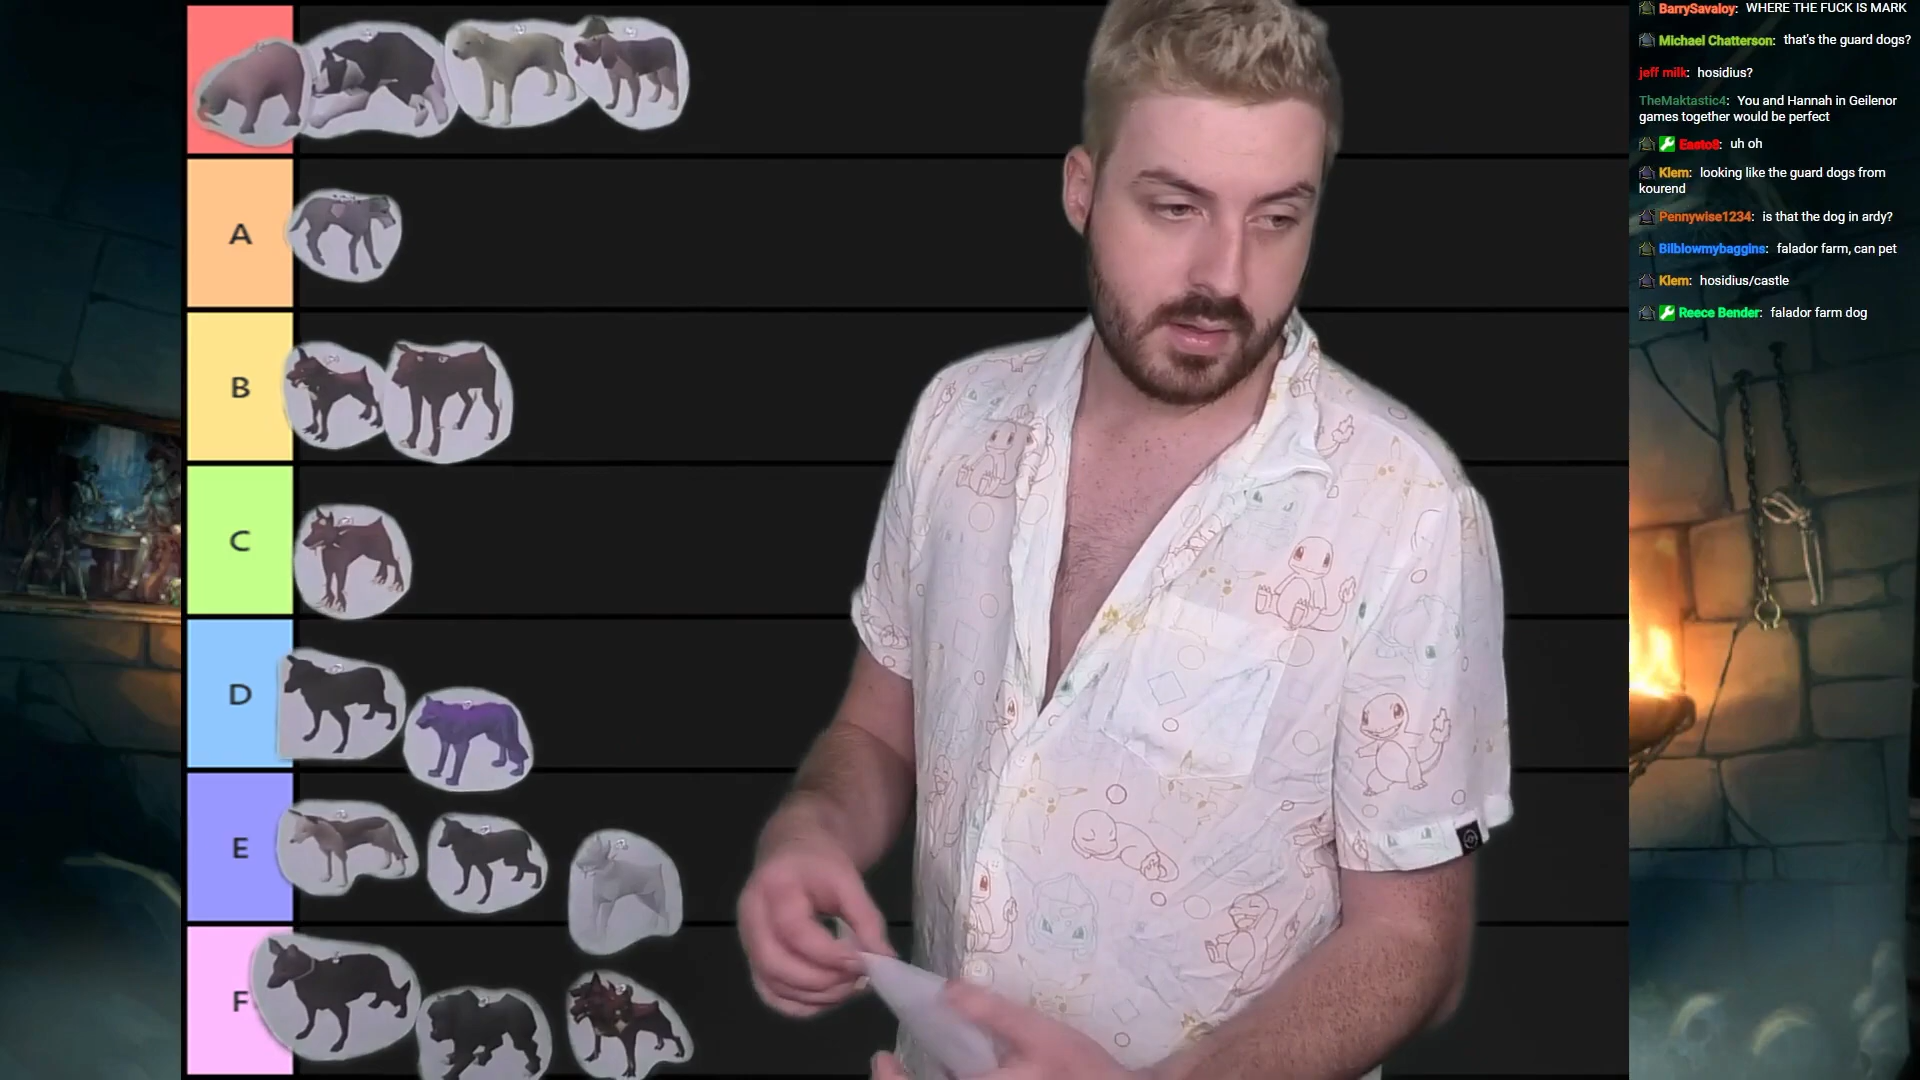 A
B
C
D
E
F
BarrySavaloy: WHERE THE FUCK IS MARK
Michael Chatterson: that's the guard dogs?
jeff milk: hosidius?
TheMaktastic4: You and Hannah in Geilenor
games together would be perfect
Easto8: uh oh
Klem: looking like the guard dogs from
kourend
Pennywise1234: is that the dog in ardy?
Bilblowmybaggins: falador farm, can pet
Klem: hosidius/castle
Reece Bender: falador farm dog